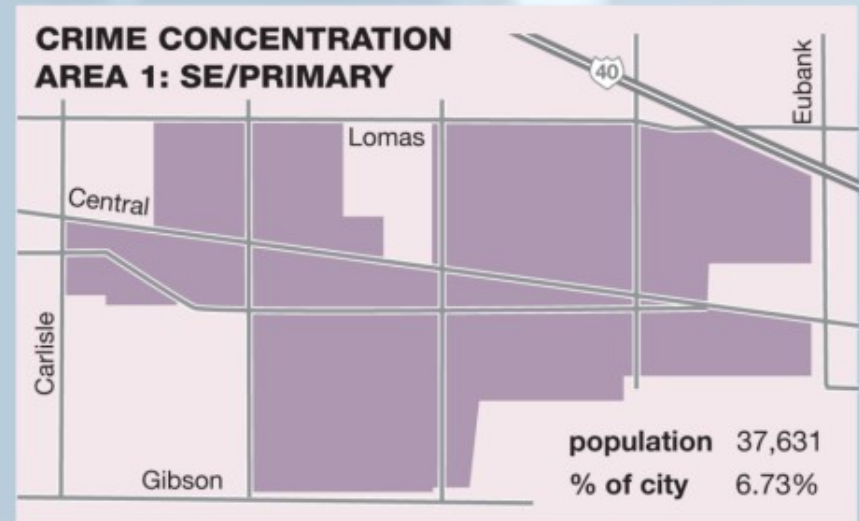 CRIME CONCENTRATION
AREA 1: SE/PRIMARY
40
Eubank
Lomas
Central
Carlisle
Gibson
population 37,631
% of city 6.73%